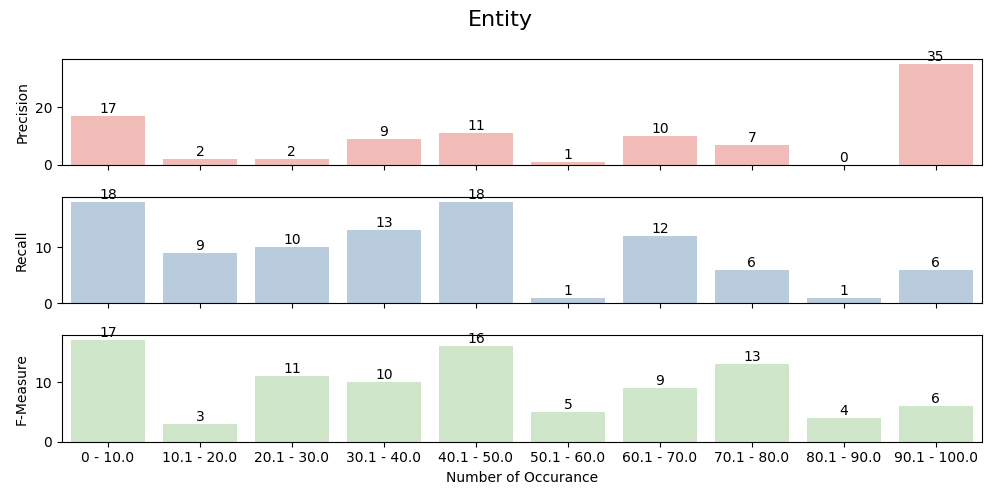 Entity
Precision
20
0
17
2
2
9
11
1
10
7
0
35
Recall
10
0
18
9
10
13
18
1
12
6
1
6
F-Measure
10
0
17
3
11
10
16
5
9
13
4
6
0 - 10.0
10.1 - 20.0
20.1 - 30.0
30.1 - 40.0
40.1 - 50.0
50.1 - 60.0
60.1 - 70.0
70.1 - 80.0
80.1 - 90.0
90.1 - 100.0
Number of Occurance